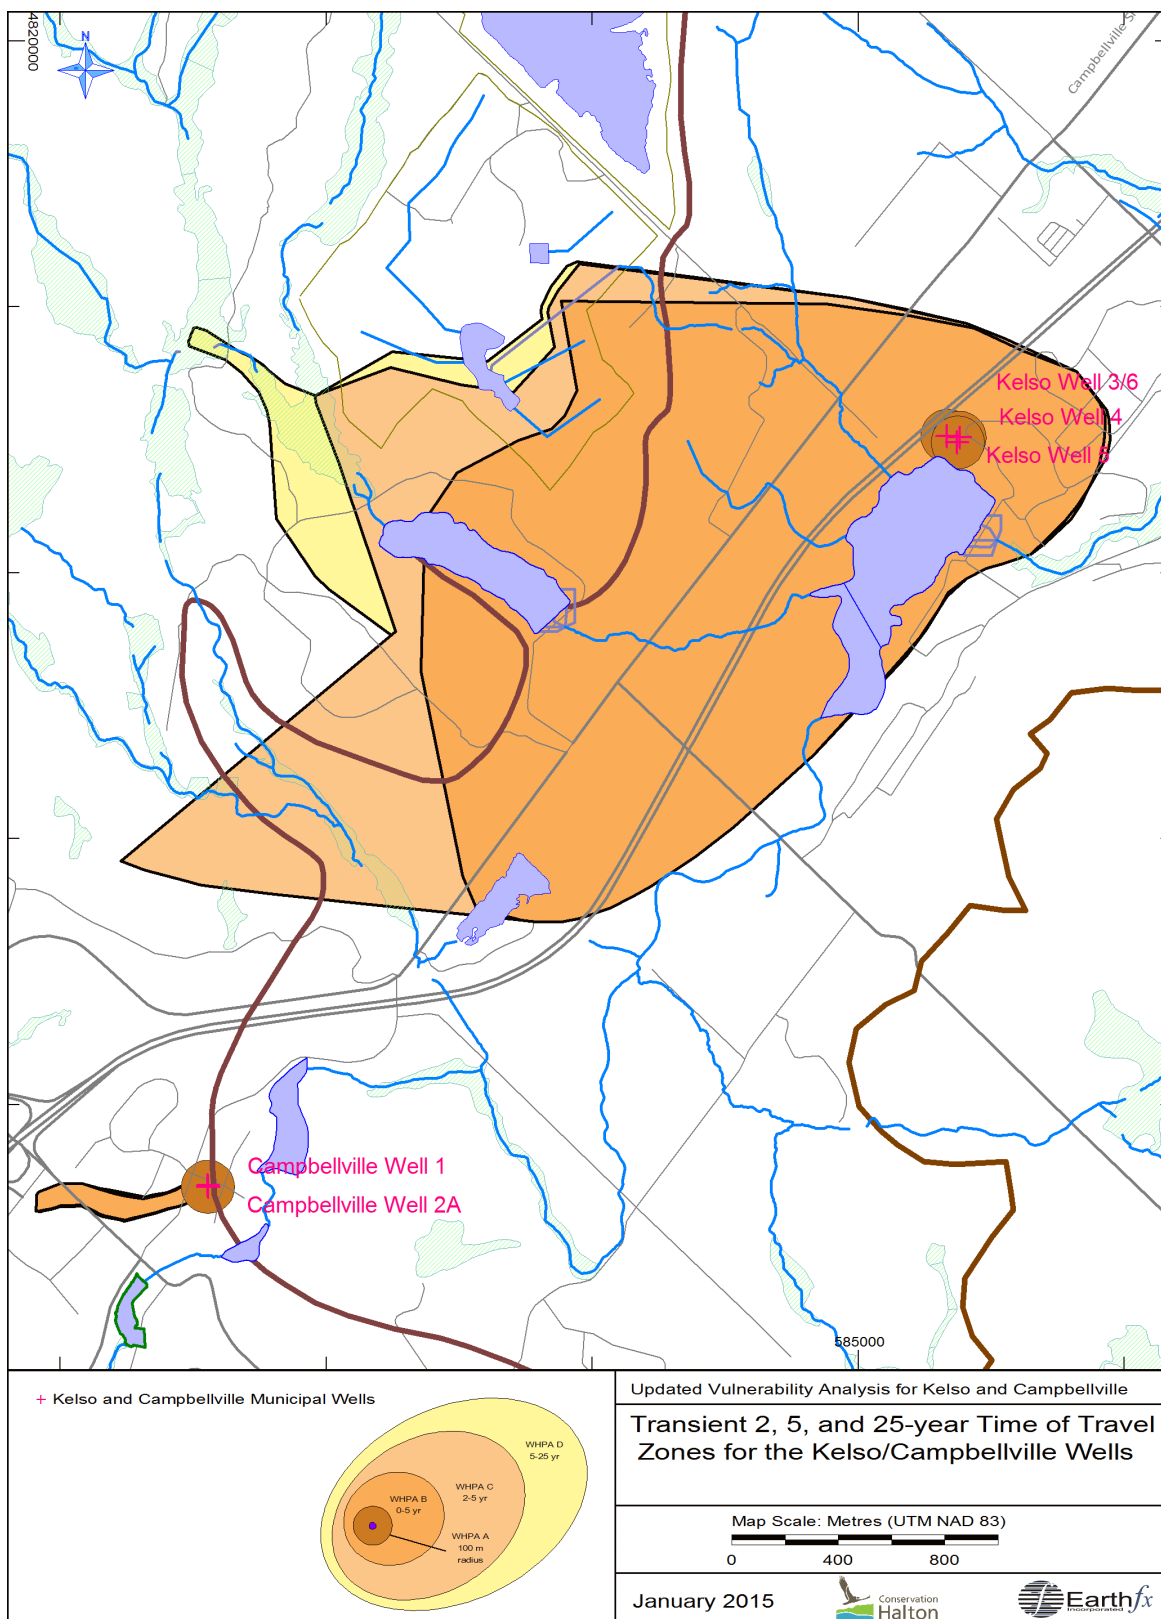 4820000
N
Campbellville
Kelso Well 3/6
Kelso Well 4
Kelso Well 5
Campbellville Well 1
Campbellville Well 2A
585000
+ Kelso and Campbellville Municipal Wells
WHPA D
5-25 yr
WHPA C
2-5 yr
WHPA B
0-5 yr
WHPA A
100 m
radius
Updated Vulnerability Analysis for Kelso and Campbellville
Transient 2, 5, and 25-year Time of Travel
Zones for the Kelso/Campbellville Wells
Map Scale: Metres (UTM NAD 83)
0 400 800
January 2015
Conservation
Halton
Earthfx
Incorporated